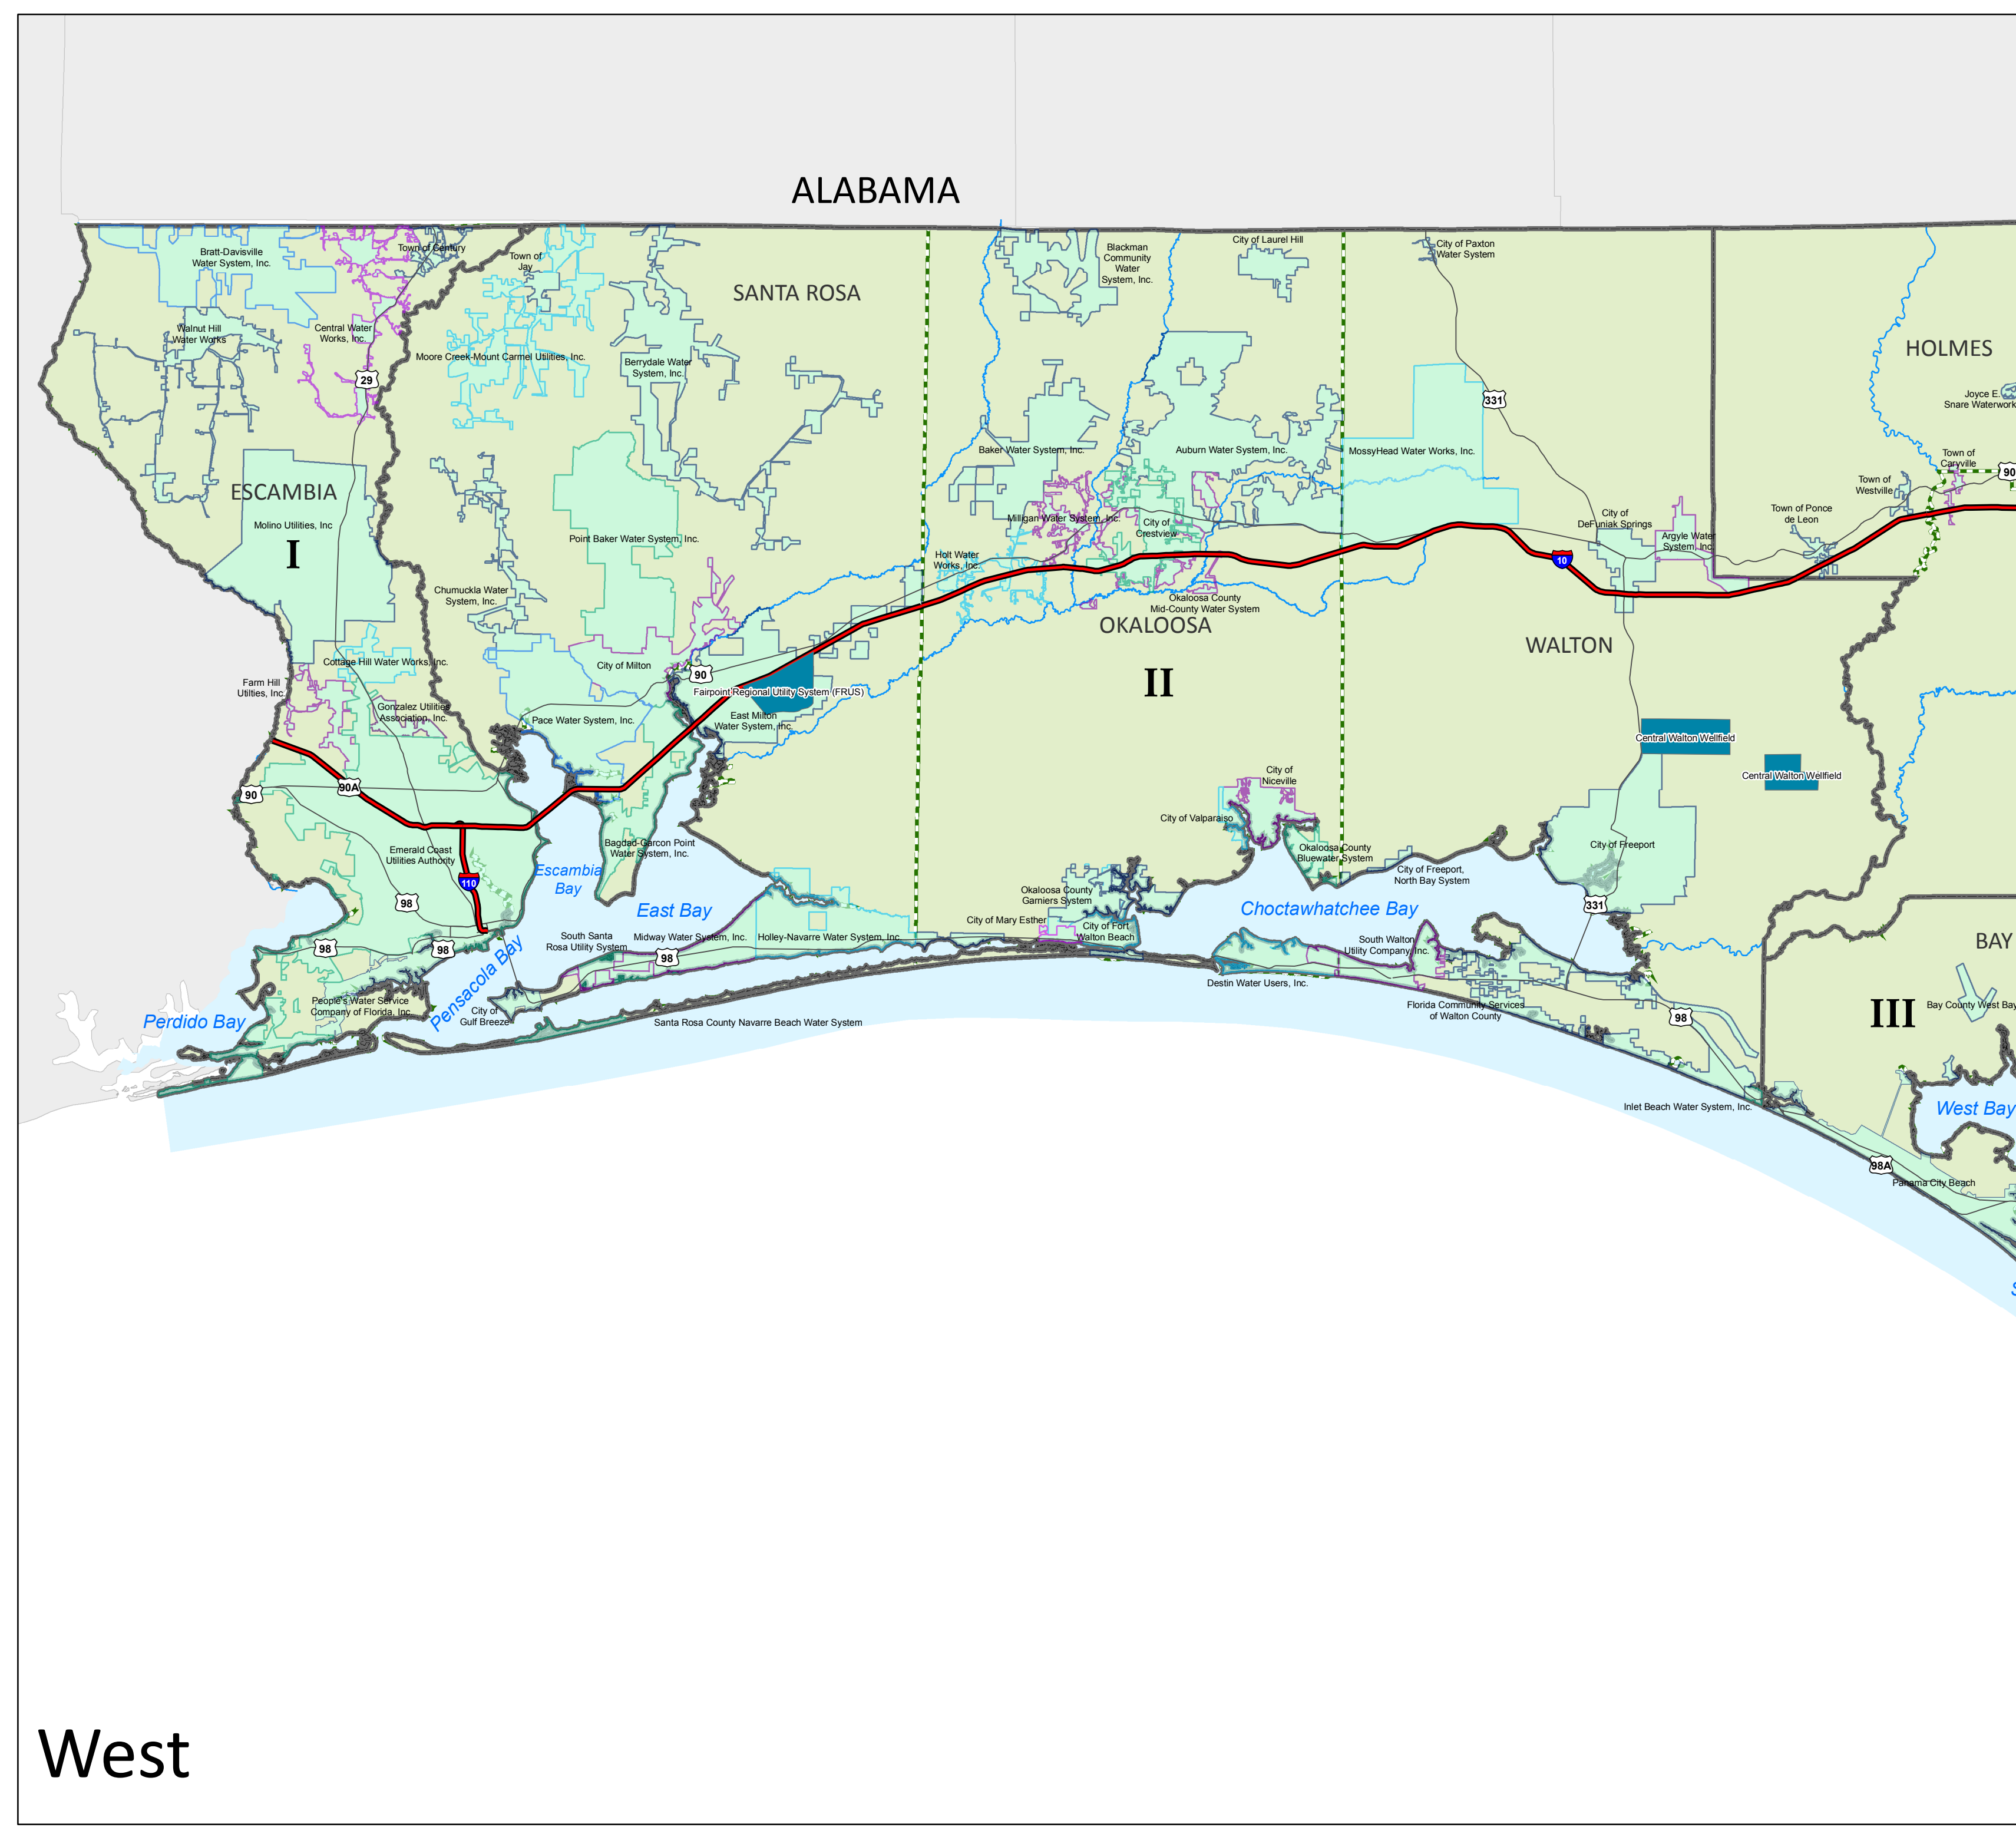 ALABAMA
Bratt-Davisville
Water System, Inc.
Town of Century
Town of
Jay
SANTA ROSA
Blackman
Community
Water
System, Inc.
City of Laurel Hill
City of Paxton
Water System
Walnut Hill
Water Works
Central Water
Works, Inc.
29
Moore Creek-Mount Carmel Utilities, Inc.
Berrydale Water
System, Inc.
331
HOLMES
Joyce E.
Snare Waterwork
ESCAMBIA
Molino Utilities, Inc
I
Point Baker Water System, Inc.
Baker Water System, Inc.
Auburn Water System, Inc.
MossyHead Water Works, Inc.
Milligan Water System, Inc.
City of
Crestview
Holt Water
Works, Inc.
City of
DeFuniak Springs
Argyle Water
System, Inc.
Town of Ponce
de Leon
Town of
Westville
Town of
Caryville
90
10
Chumuckla Water
System, Inc.
Okaloosa County
Mid-County Water System
OKALOOSA
II
WALTON
Cottage Hill Water Works, Inc.
Farm Hill
Utilties, Inc.
Gonzalez Utilities
Association, Inc.
City of Milton
90
Fairpoint Regional Utility System (FRUS)
Pace Water System, Inc.
East Milton
Water System, Inc.
Central Walton Wellfield
Central Walton Wellfield
90
90A
City of
Niceville
City of Valparaiso
Emerald Coast
Utilities Authority
110
98
Bagdad-Garcon Point
Water System, Inc.
Escambia
Bay
East Bay
Okaloosa County
Bluewater System
City of Freeport,
North Bay System
City of Freeport
Okaloosa County
Garniers System
City of Mary Esther
City of Fort
Walton Beach
Choctawhatchee Bay
331
98
98
South Santa
Rosa Utility System
Midway Water System, Inc.
98
Holley-Navarre Water System, Inc.
South Walton
Utility Company, Inc.
BAY
Destin Water Users, Inc.
Florida Community Services
of Walton County
98
III
Bay County West Bay
People's Water Service
Company of Florida, Inc.
Pensacola Bay
City of
Gulf Breeze
Perdido Bay
Santa Rosa County Navarre Beach Water System
Inlet Beach Water System, Inc.
West Bay
98A
Panama City Beach
West